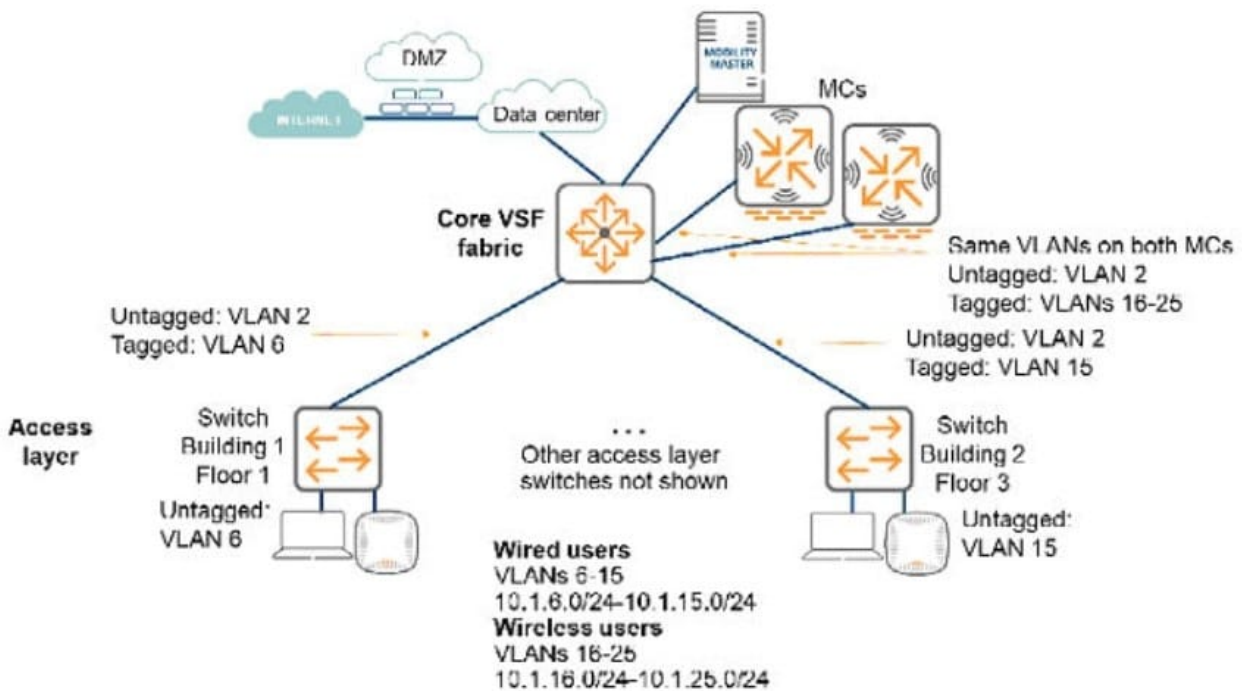 DMZ
INTERNET
Data center
MOBILITY
MASTER
MCs
Core VSF
fabric
Same VLANs on both MCs
Untagged: VLAN 2
Tagged: VLANs 16-25
Untagged: VLAN 2
Tagged: VLAN 6
Untagged: VLAN 2
Tagged: VLAN 15
Access
layer
Switch
Building 1
Floor 1
...
Other access layer
switches not shown
Switch
Building 2
Floor 3
Untagged:
VLAN 6
Untagged:
VLAN 15
Wired users
VLANs 6-15
10.1.6.0/24-10.1.15.0/24
Wireless users
VLANs 16-25
10.1.16.0/24-10.1.25.0/24